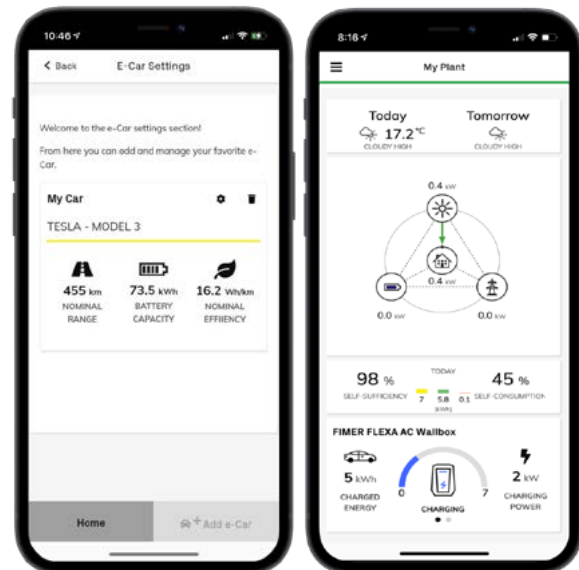 10:46
Back E-Car Settings
Welcome to the e-Car settings section!
From here you can add and manage your favorite e-
Car.
My Car
TESLA - MODEL 3
455 km 73.5 kWh 16.2 Wh/km
NOMINAL BATTERY NOMINAL
RANGE CAPACITY EFFIIENCY
Home Add e-Car
8:16
My Plant
Today Tomorrow
17.2°C
CLOUDY HIGH CLOUDY HIGH
0.4 kW
0.4 kW
0.0 kW 0.0 kW
TODAY
98 % 45 %
SELF-SUFFICIENCY 7 5.8 0.1 SELF-CONSUMPTION
[kWh]
FIMER FLEXA AC Wallbox
5 kWh 2 kW
0 7
CHARGED CHARGING
ENERGY CHARGING POWER